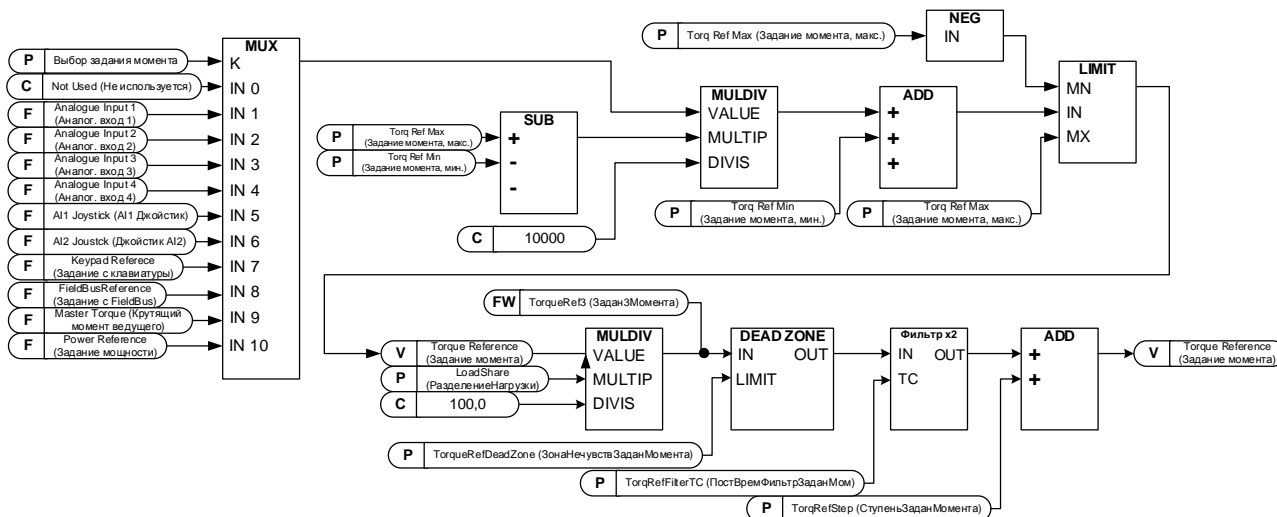 NEG
P Torq Ref Max (Задание момента, макс.) IN
MUX
P Выбор задания момента K
C Not Used (Не используется) IN 0
F Analogue Input 1
(Аналог. вход 1) IN 1
F Analogue Input 2
(Аналог. вход 2) IN 2
F Analogue Input 3
(Аналог. вход 3) IN 3
F Analogue Input 4
(Аналог. вход 4) IN 4
F AI1 Joystick (AI1 Джойстик) IN 5
F AI2 Joustck (Джойстик AI2) IN 6
F Keypad Referece
(Задание с клавиатуры) IN 7
F FieldBusReference
(Задание с FieldBus) IN 8
F Master Torque (Крутящий
момент ведущего) IN 9
F Power Reference
(Задание мощности) IN 10
SUB
P Torq Ref Max
(Задание момента, макс.) +
P Torq Ref Min
(Задание момента, мин.) -
-
C 10000
MULDIV
VALUE
MULTIP
DIVIS
P Torq Ref Min
(Задание момента, мин.)
ADD
+
+
+
P Torq Ref Max
(Задание момента, макс.)
LIMIT
MN
IN
MX
FW TorqueRef3 (Задан3Момента)
V Torque Reference
(Задание момента)
P LoadShare
(РазделениеНагрузки)
C 100,0
MULDIV
VALUE
MULTIP
DIVIS
DEAD ZONE
IN OUT
LIMIT
Фильтр x2
IN OUT
TC
ADD
+
+
V Torque Reference
(Задание момента)
P TorqueRefDeadZone (ЗонаНечувствЗаданМомента)
P TorqRefFilterTC (ПостВремФильтрЗаданМом)
P TorqRefStep (СтупеньЗаданМомента)